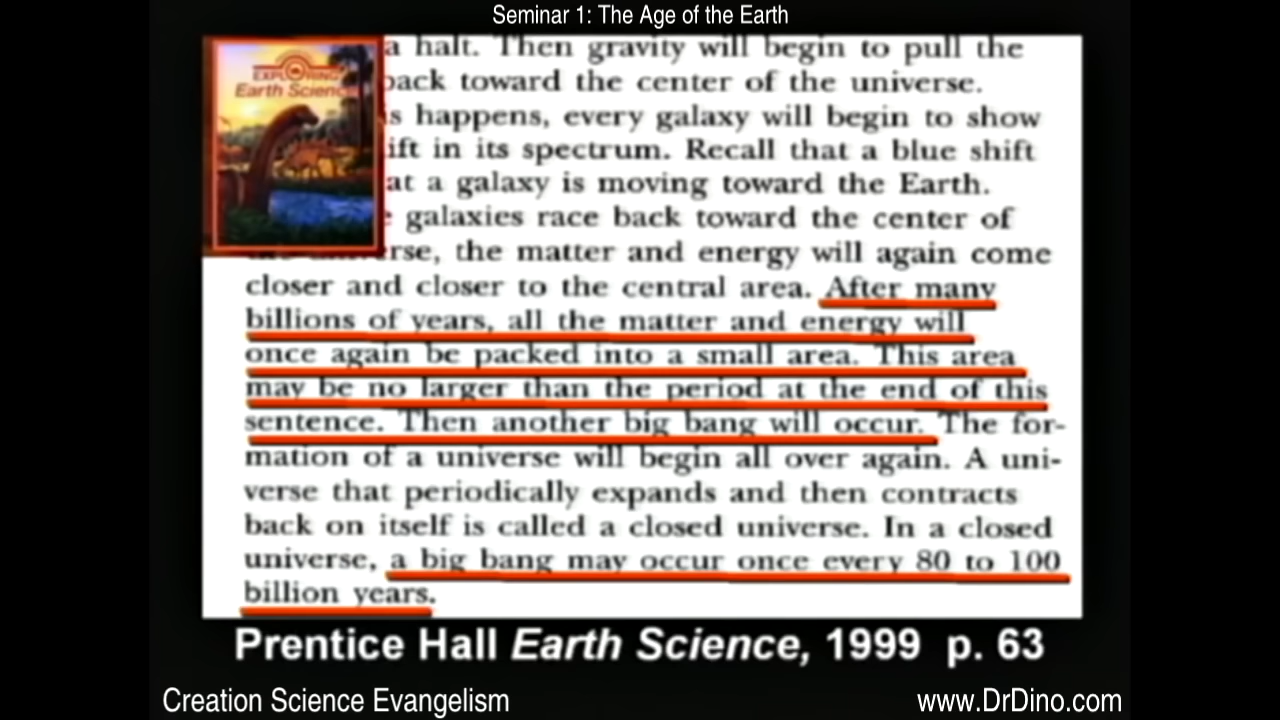 Seminar 1: The Age of the Earth
EXPLORING
Earth Science
a halt. Then gravity will begin to pull the
back toward the center of the universe.
s happens, every galaxy will begin to show
ift in its spectrum. Recall that a blue shift
at a galaxy is moving toward the Earth.
galaxies race back toward the center of
rse, the matter and energy will again come
closer and closer to the central area. After many
billions of years, all the matter and energy will
once again be packed into a small area. This area
may be no larger than the period at the end of this
sentence. Then another big bang will occur. The for-
mation of a universe will begin all over again. A uni-
verse that periodically expands and then contracts
back on itself is called a closed universe. In a closed
universe, a big bang may occur once every 80 to 100
billion years.
Prentice Hall Earth Science, 1999 p. 63
Creation Science Evangelism
www.DrDino.com